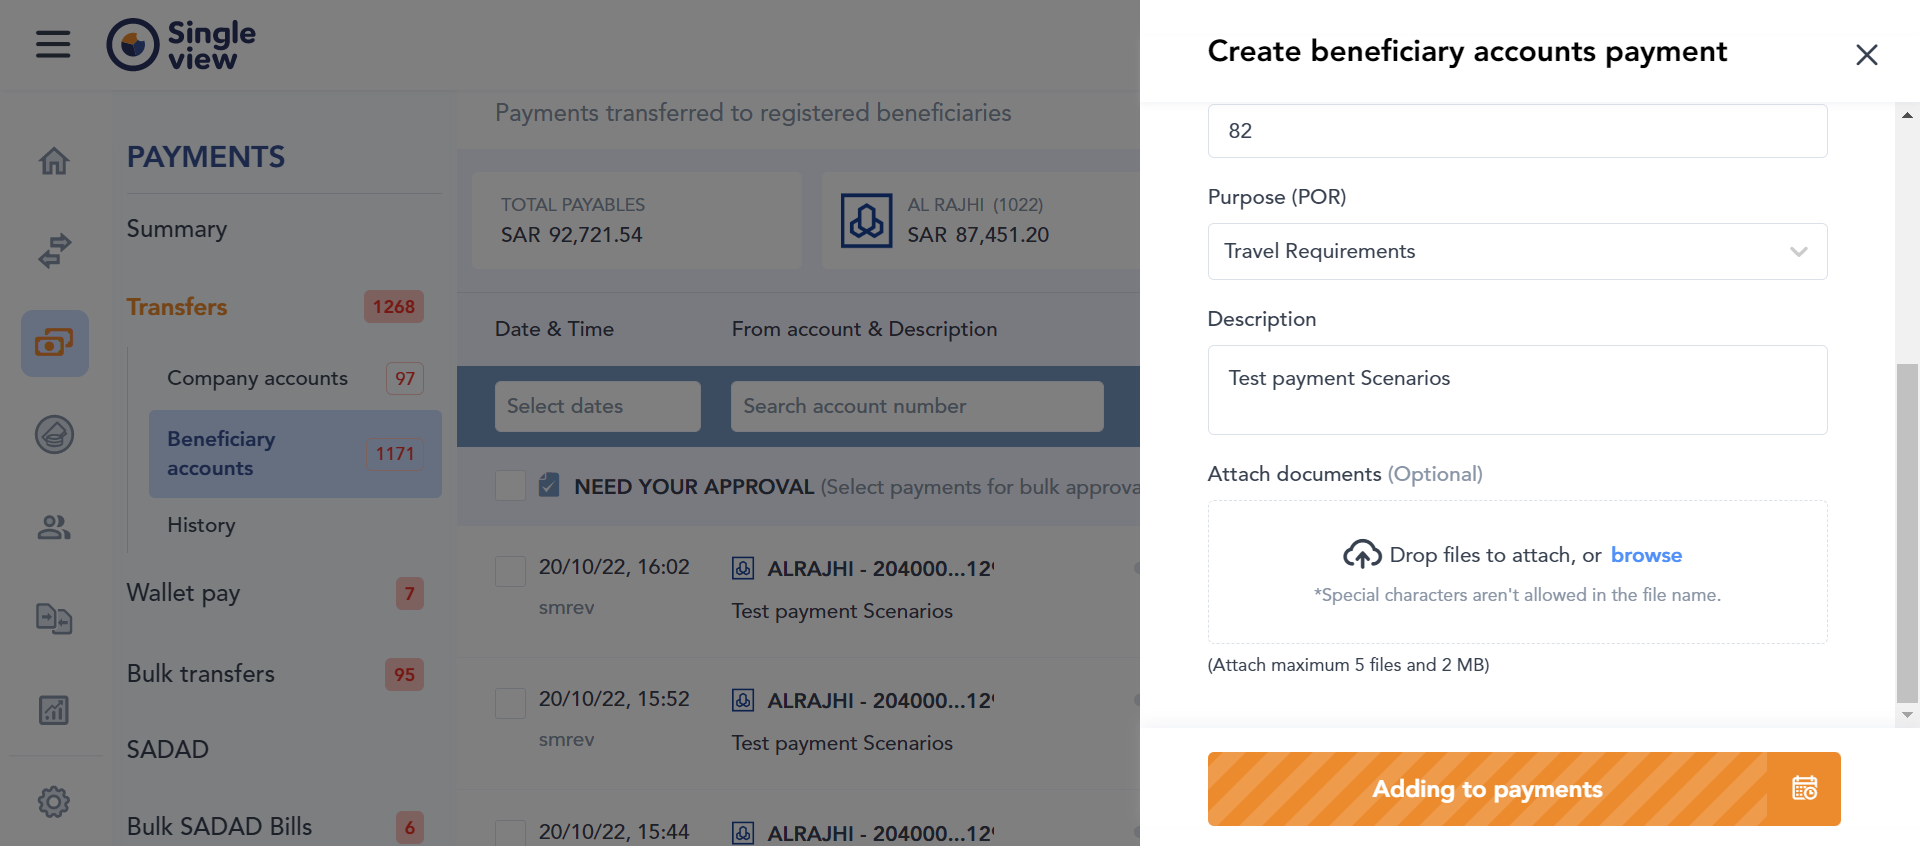 Single
view
PAYMENTS
Summary
Transfers 1268
Company accounts 97
Beneficiary
accounts 1171
History
Wallet pay 7
Bulk transfers 95
SADAD
Bulk SADAD Bills 6
Payments transferred to registered beneficiaries
TOTAL PAYABLES
SAR 92,721.54
AL RAJHI (1022)
SAR 87,451.20
Date & Time From account & Description
Select dates Search account number
NEED YOUR APPROVAL (Select payments for bulk approva
20/10/22, 16:02 ALRAJHI - 204000...12
smrev Test payment Scenarios
20/10/22, 15:52 ALRAJHI - 204000...12
smrev Test payment Scenarios
20/10/22, 15:44 ALRAJHI - 204000...12
Create beneficiary accounts payment
82
Purpose (POR)
Travel Requirements
Description
Test payment Scenarios
Attach documents (Optional)
Drop files to attach, or browse
*Special characters aren't allowed in the file name.
(Attach maximum 5 files and 2 MB)
Adding to payments